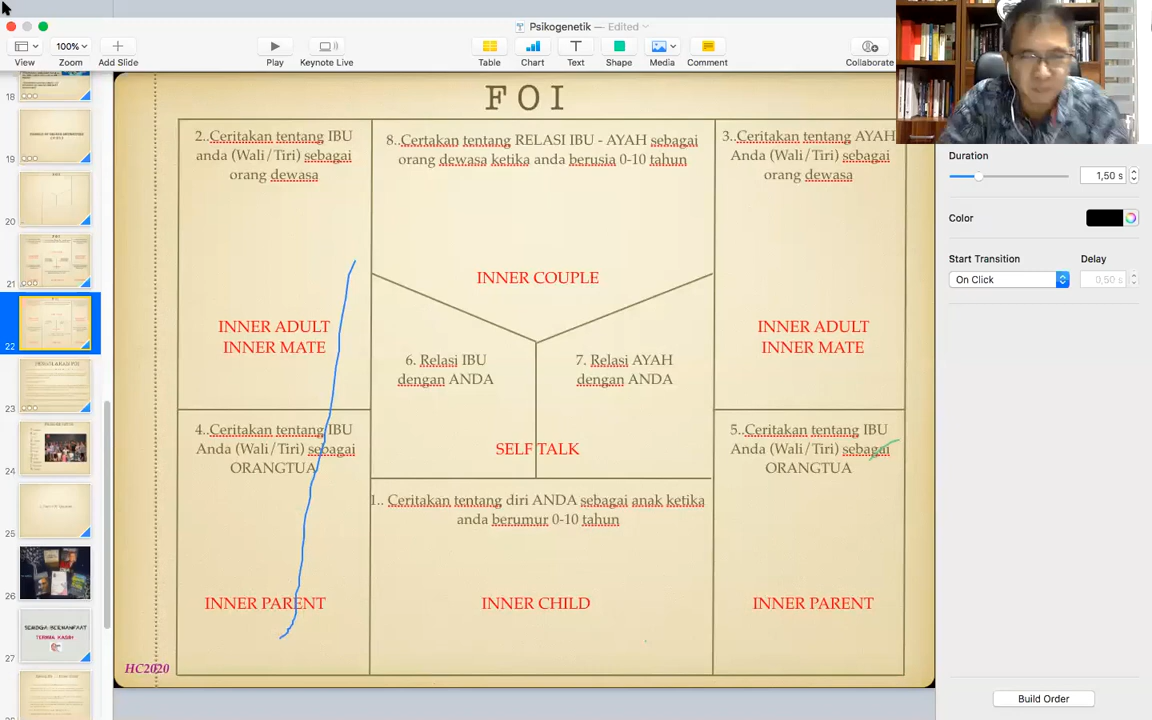 Psikogenetik — Edited
100%
View
Zoom
Add Slide
Play
Keynote Live
Table
Chart
Text
Shape
Media
Comment
Collaborate
18
19
20
21
22
23
24
25
26
27
SEMOGA BERMANFAAT
TERIMA KASIH
F O I
2..Ceritakan tentang IBU
anda (Wali/Tiri) sebagai
orang dewasa
INNER ADULT
INNER MATE
8..Certakan tentang RELASI IBU - AYAH sebagai
orang dewasa ketika anda berusia 0-10 tahun
INNER COUPLE
3..Ceritakan tentang AYAH
Anda (Wali/Tiri) sebagai
orang dewasa
INNER ADULT
INNER MATE
6. Relasi IBU
dengan ANDA
7. Relasi AYAH
dengan ANDA
SELF TALK
4..Ceritakan tentang IBU
Anda (Wali/Tiri) sebagai
ORANGTUA
INNER PARENT
1.. Ceritakan tentang diri ANDA sebagai anak ketika
anda berumur 0-10 tahun
INNER CHILD
5..Ceritakan tentang IBU
Anda (Wali/Tiri) sebagai
ORANGTUA
INNER PARENT
HC2020
Duration
1,50 s
Color
Start Transition
Delay
On Click
0,50 s
Build Order